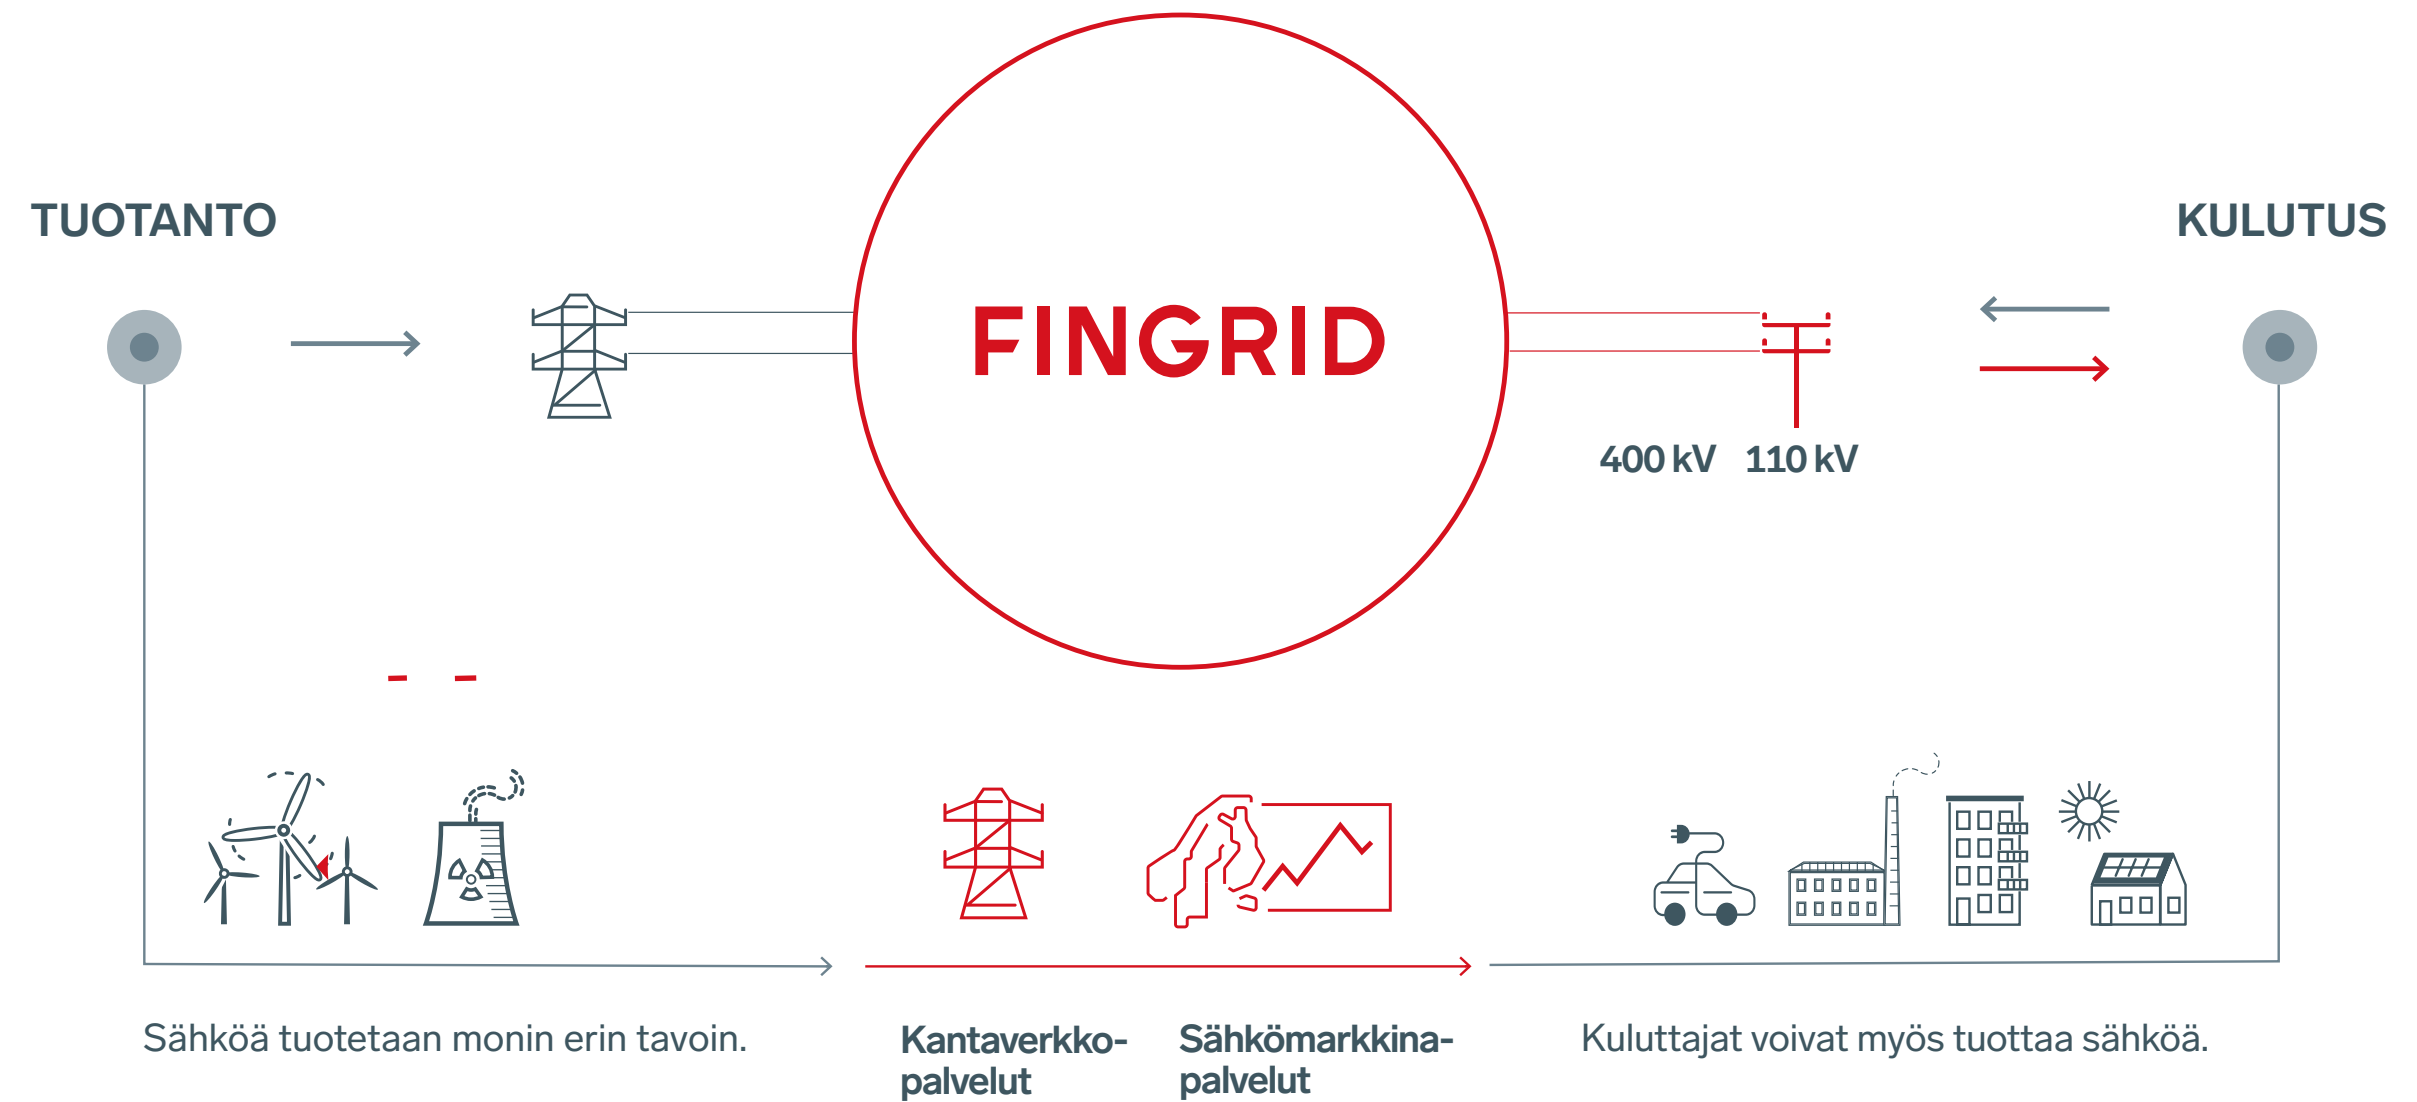 TUOTANTO
KULUTUS
FINGRID
400 kV 110 kV
Sähköä tuotetaan monin erin tavoin.
Kantaverkko-
palvelut
Sähkömarkkina-
palvelut
Kuluttajat voivat myös tuottaa sähköä.